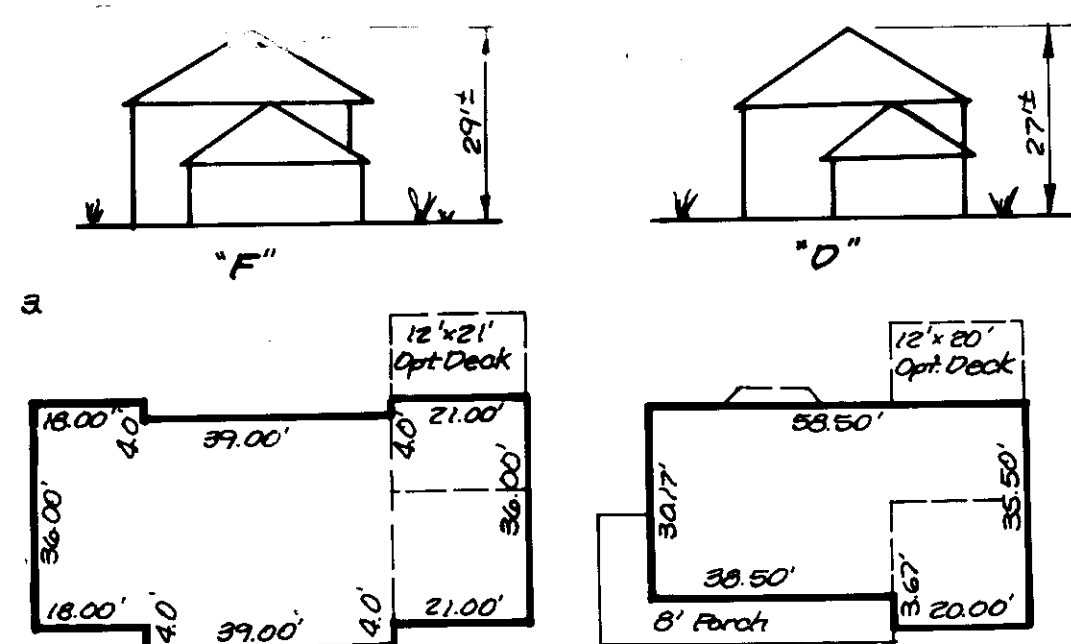 29'±
27'±
"F"
"D"
a
12'x21'
Opt Deck
12'x20'
Opt. Deck
18.00'
4.0'
39.00'
4.0'
21.00'
58.50'
36.00'
36.00'
30.17'
35.50'
38.50'
3.67'
18.00'
4.0'
39.00'
4.0'
21.00'
8' Porch
20.00'